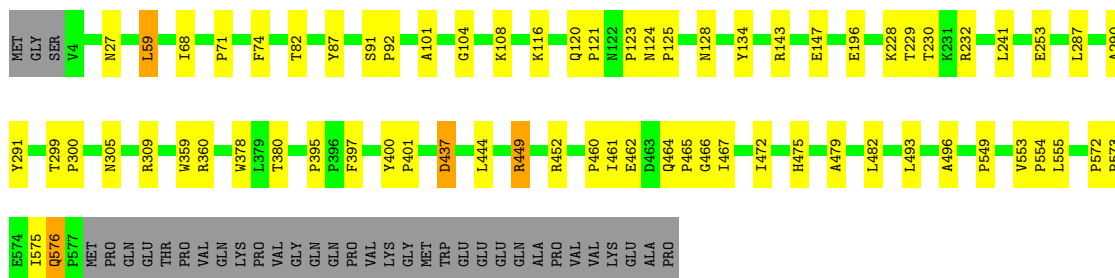 MET GLY SER V4 N27 L59 I68 P71 F74 T82 Y87 S91 P92 A101 G104 K108 K116 Q120 P121 N122 P123 N124 P125 N128 Y134 R143 E147 E196 K228 T229 T230 K231 R232 L241 E253 L287 A290
Y291 T299 P300 N305 R309 W359 R360 W378 L379 T380 P395 P396 F397 Y400 P401 D437 L444 R449 R452 P460 I461 E462 D463 Q464 P465 G466 I467 I472 H475 A479 L482 L493 A496 P549 V553 P554 L555 P572
E574 I575 Q576 P577 MET PRO GLN GLU THR PRO VAL GLN LYS PRO VAL GLY GLN GLN PRO VAL LYS GLY MET TRP GLU GLU GLU GLN ALA PRO VAL VAL LYS GLU ALA PRO